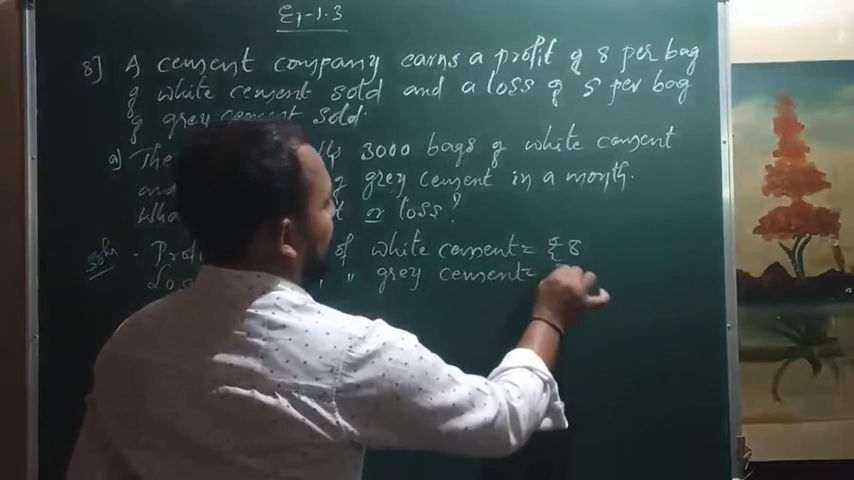 Ex-1.3
8] A cement company earns a profit of 8 per bag
of white cement sold and a loss of 5 per bag
of grey cement sold.
a) The 3000 bags of white cement
grey cement in a month.
or loss?
Soln - of white cement = ₹8
" grey cement =